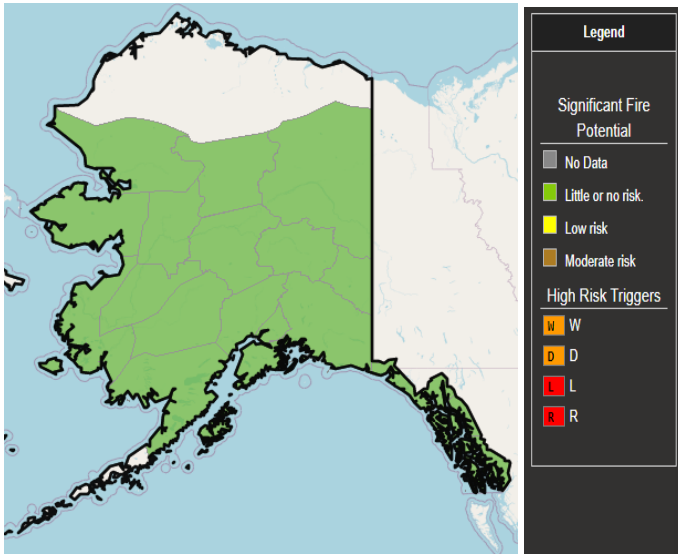 Legend
Significant Fire
Potential
No Data
Little or no risk.
Low risk
Moderate risk
High Risk Triggers
W W
D D
L L
R R